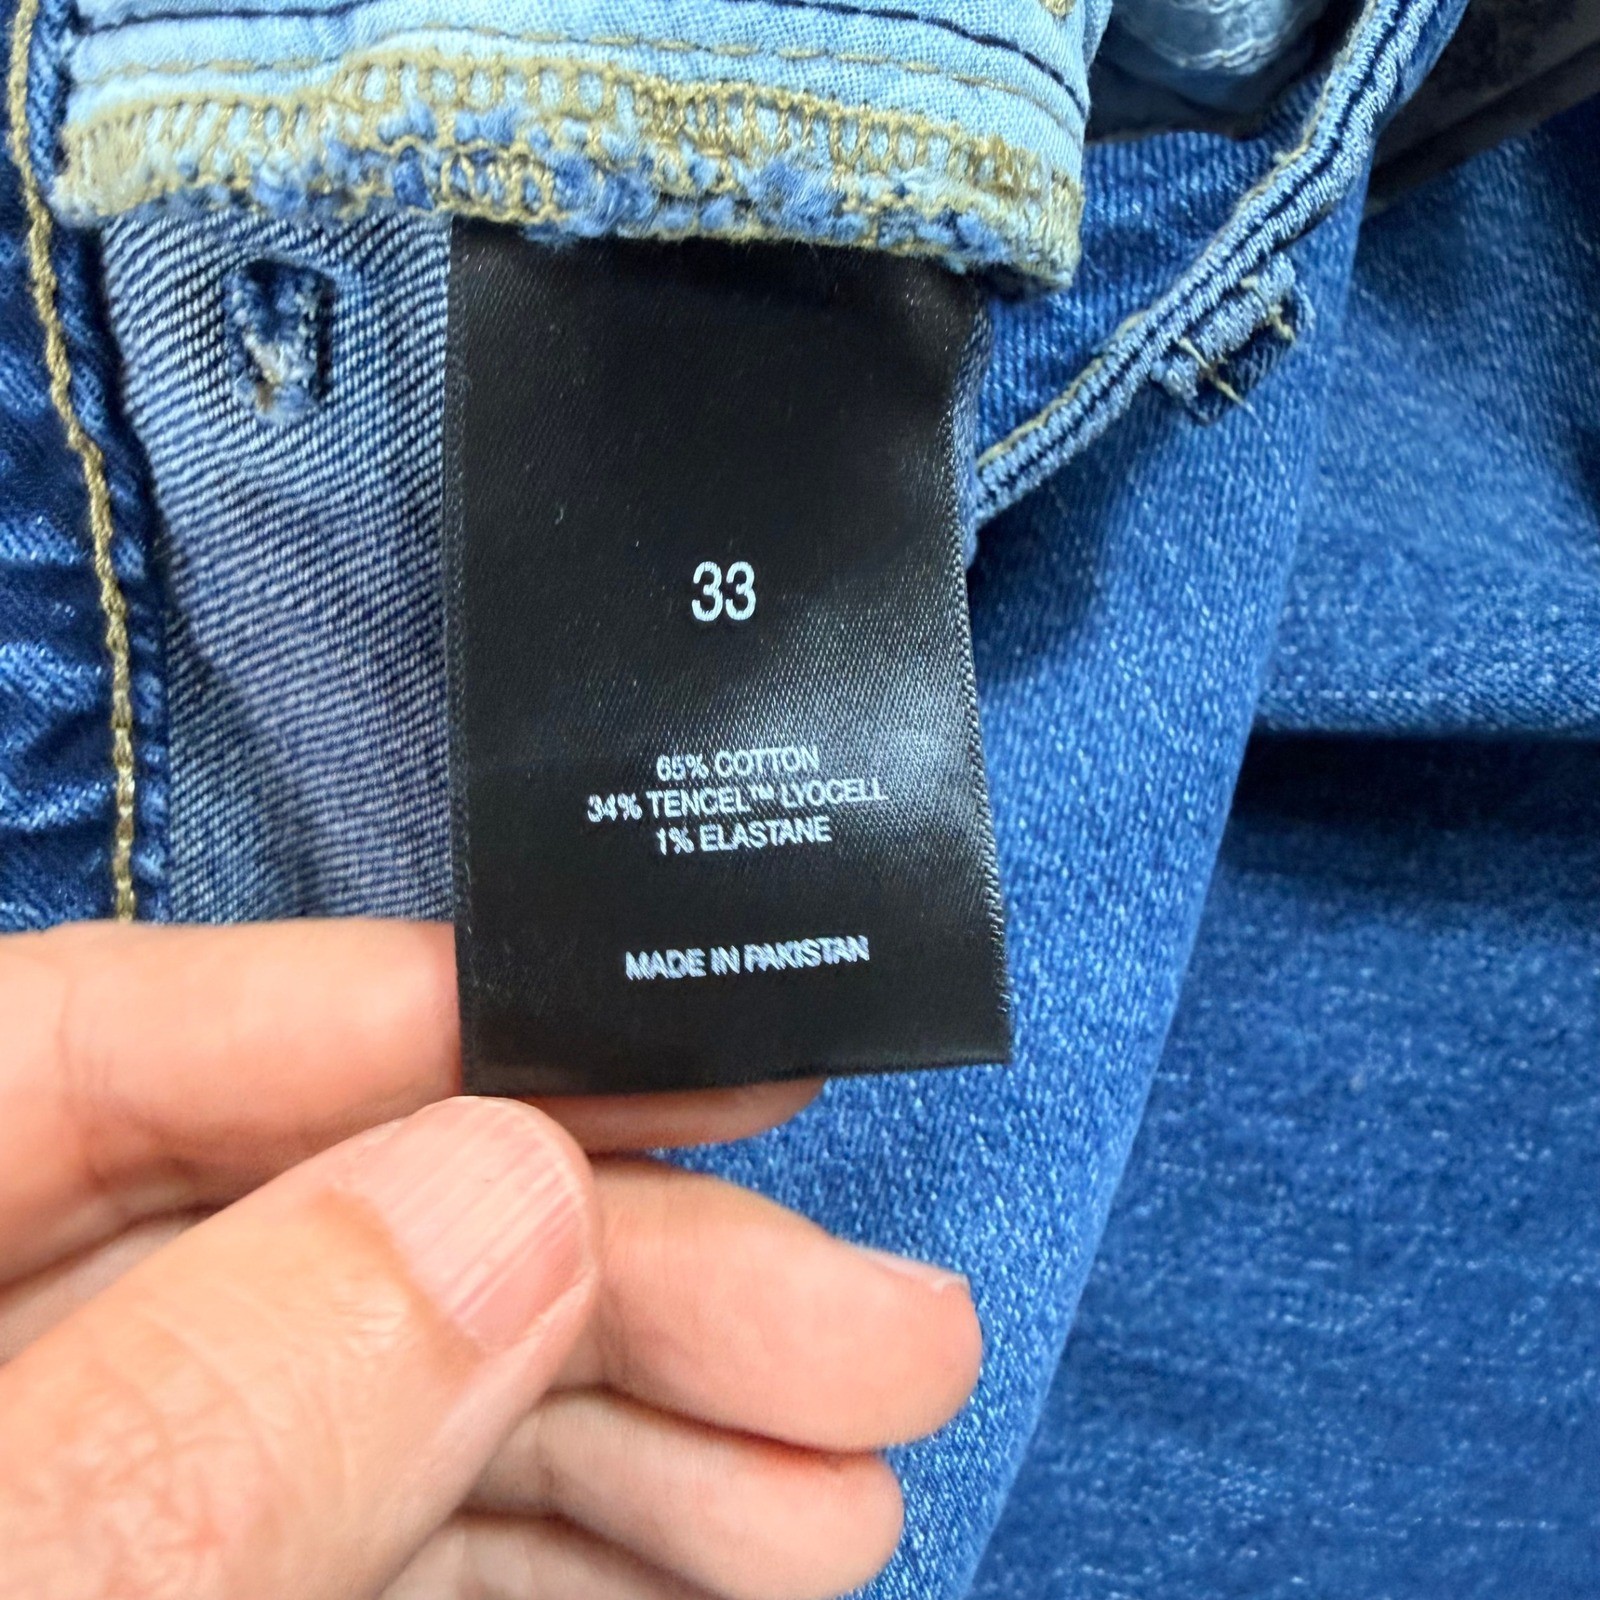 33
65% COTTON
34% TENCEL™ LYOCELL
1% ELASTANE
MADE IN PAKISTAN